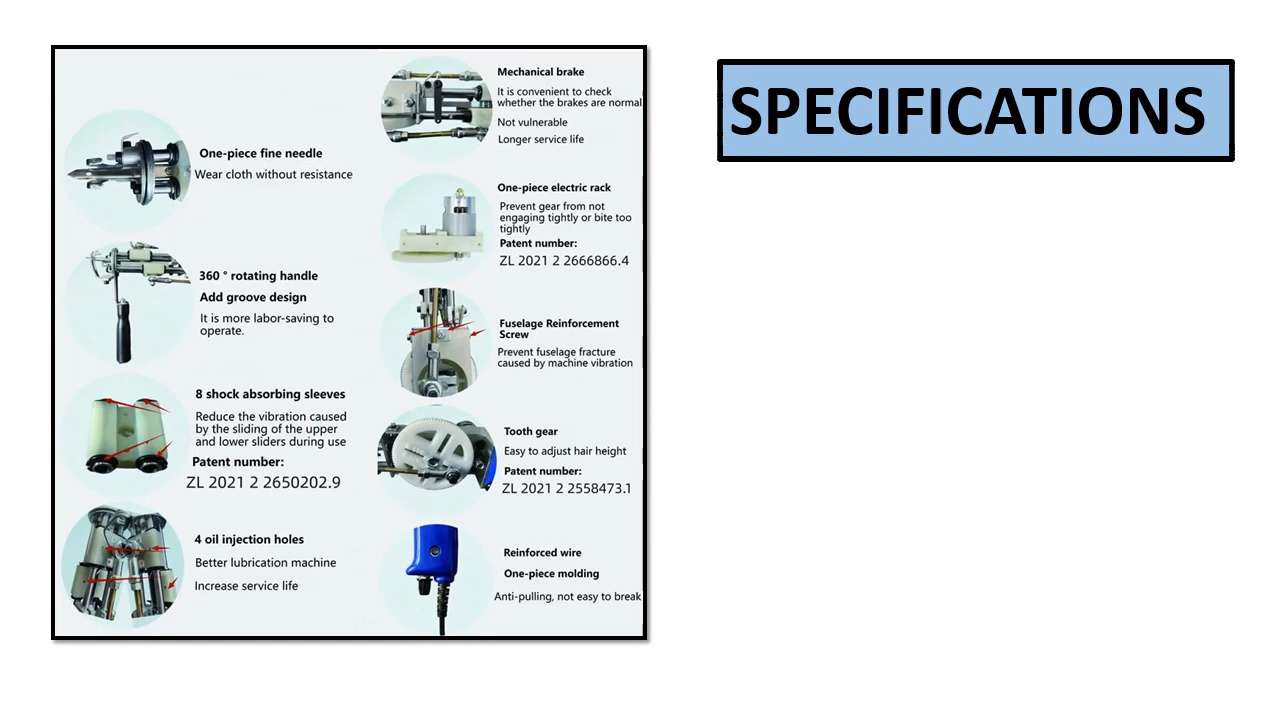 One-piece fine needle
Wear cloth without resistance
360 ° rotating handle
Add groove design
It is more labor-saving to
operate.
8 shock absorbing sleeves
Reduce the vibration caused
by the sliding of the upper
and lower sliders during use
Patent number:
ZL 2021 2 2650202.9
4 oil injection holes
Better lubrication machine
Increase service life
Mechanical brake
It is convenient to check
whether the brakes are normal
Not vulnerable
Longer service life
One-piece electric rack
Prevent gear from not
engaging tightly or bite too
tightly
Patent number:
ZL 2021 2 2666866.4
Fuselage Reinforcement
Screw
Prevent fuselage fracture
caused by machine vibration
Tooth gear
Easy to adjust hair height
Patent number:
ZL 2021 2 2558473.1
Reinforced wire
One-piece molding
Anti-pulling, not easy to break
SPECIFICATIONS